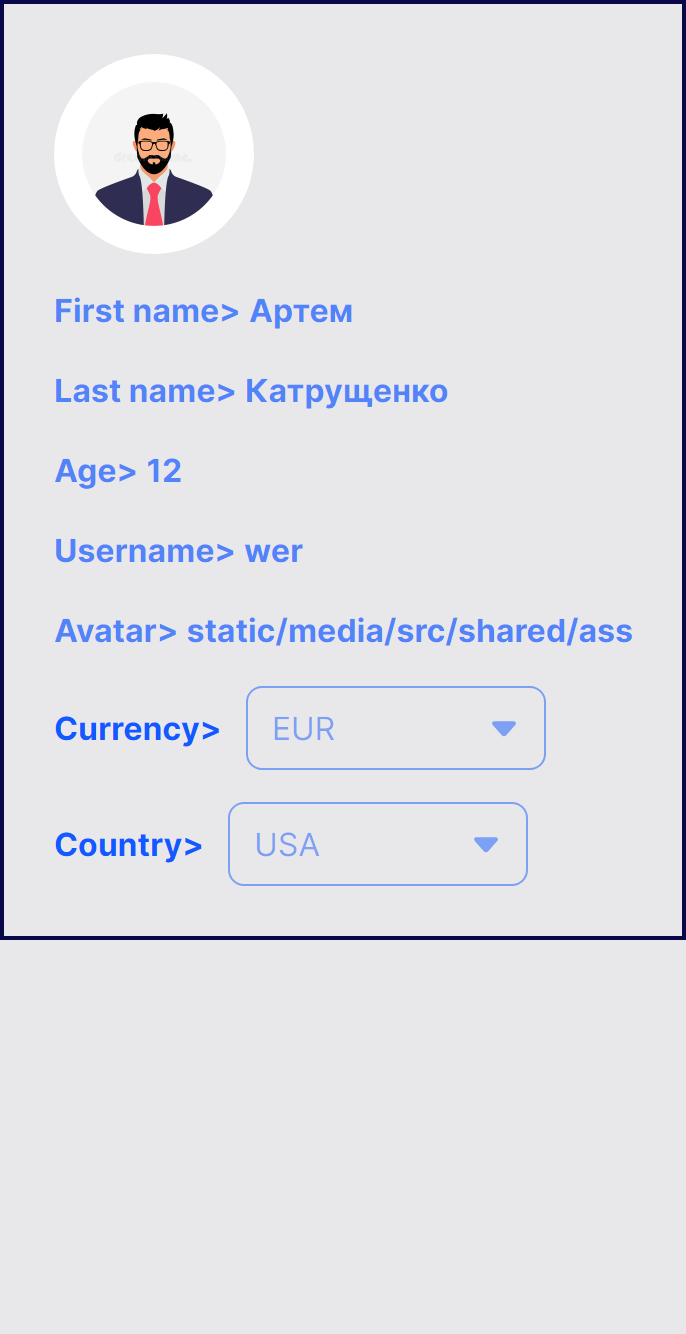 First name> Артем
Last name> Катрущенко
Age> 12
Username> wer
Avatar> static/media/src/shared/ass
Currency> EUR
Country> USA